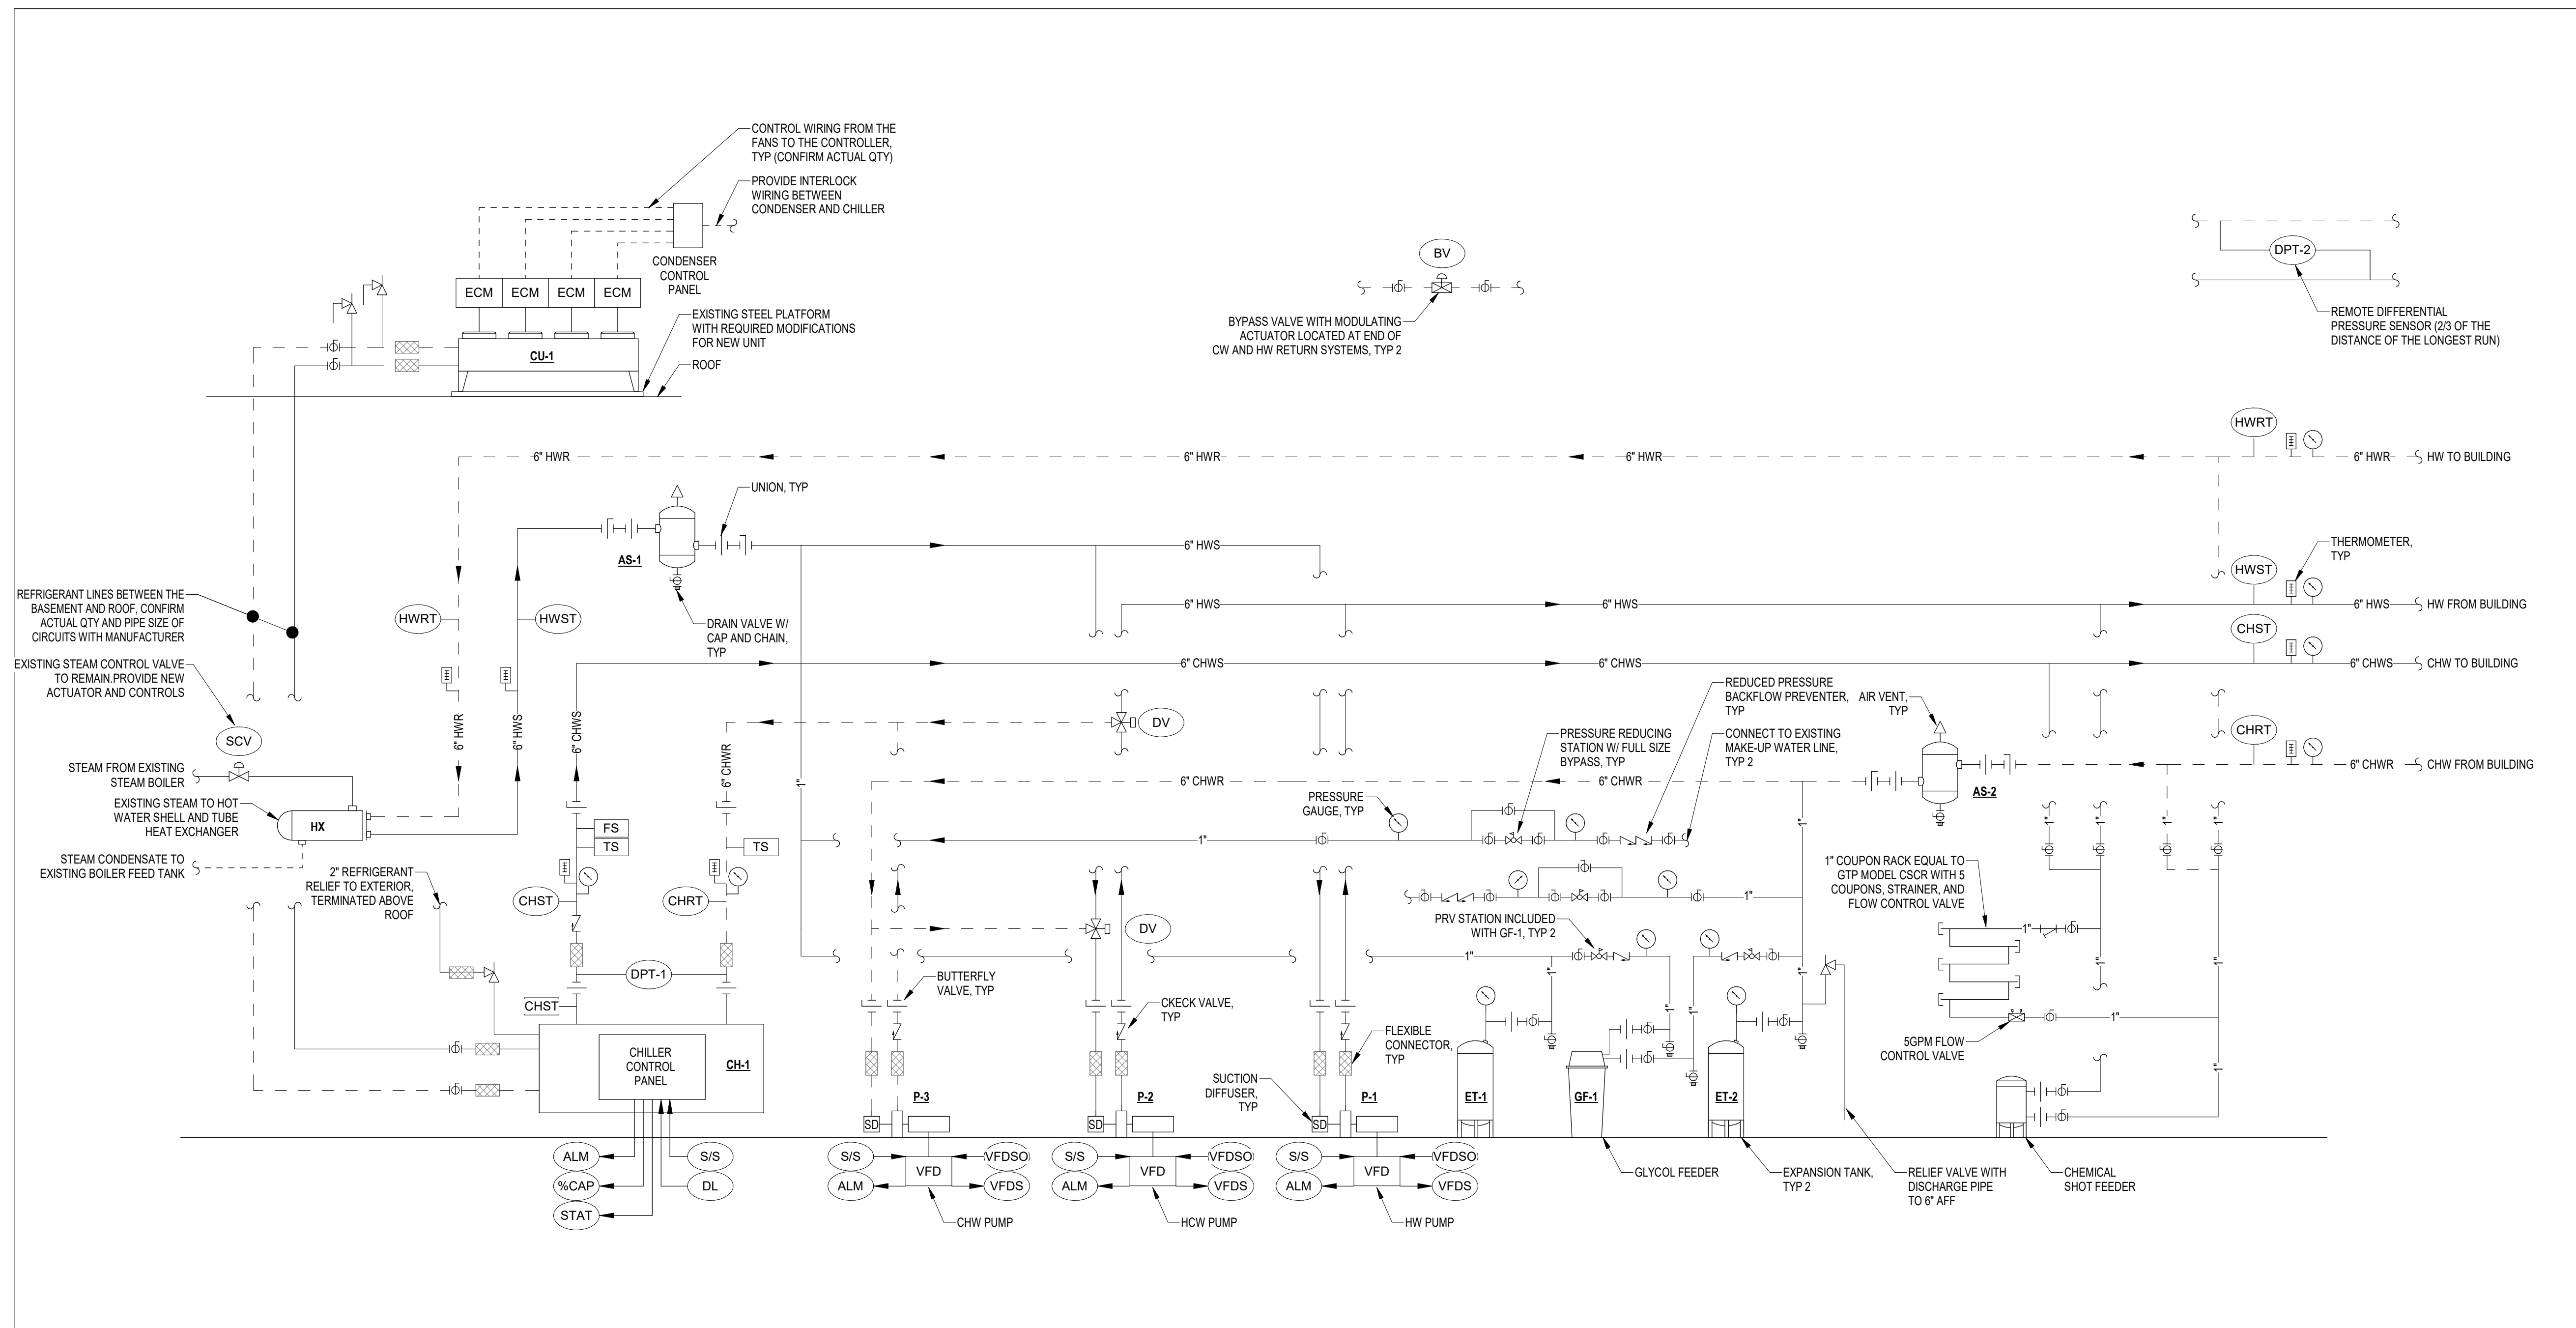 CONTROL WIRING FROM THE
FANS TO THE CONTROLLER,
TYP (CONFIRM ACTUAL QTY)
PROVIDE INTERLOCK
WIRING BETWEEN
CONDENSER AND CHILLER
CONDENSER
CONTROL
PANEL
ECM
ECM
ECM
ECM
EXISTING STEEL PLATFORM
WITH REQUIRED MODIFICATIONS
FOR NEW UNIT
CU-1
ROOF
BV
BYPASS VALVE WITH MODULATING
ACTUATOR LOCATED AT END OF
CW AND HW RETURN SYSTEMS, TYP 2
DPT-2
REMOTE DIFFERENTIAL
PRESSURE SENSOR (2/3 OF THE
DISTANCE OF THE LONGEST RUN)
HWRT
6" HWR
6" HWR
6" HWR
6" HWR
HW TO BUILDING
UNION, TYP
AS-1
6" HWS
THERMOMETER,
TYP
HWST
REFRIGERANT LINES BETWEEN THE
BASEMENT AND ROOF, CONFIRM
ACTUAL QTY AND PIPE SIZE OF
CIRCUITS WITH MANUFACTURER
HWRT
HWST
DRAIN VALVE W/
CAP AND CHAIN,
TYP
6" HWS
6" HWS
6" HWS
HW FROM BUILDING
CHST
EXISTING STEAM CONTROL VALVE
TO REMAIN.PROVIDE NEW
ACTUATOR AND CONTROLS
6" CHWS
6" CHWS
6" CHWS
CHW TO BUILDING
SCV
6" HWR
6" HWS
6" CHWS
6" CHWR
DV
REDUCED PRESSURE
BACKFLOW PREVENTER,
TYP
AIR VENT,
TYP
PRESSURE REDUCING
STATION W/ FULL SIZE
BYPASS, TYP
CONNECT TO EXISTING
MAKE-UP WATER LINE,
TYP 2
CHRT
STEAM FROM EXISTING
STEAM BOILER
1"
6" CHWR
6" CHWR
6" CHWR
CHW FROM BUILDING
AS-2
EXISTING STEAM TO HOT
WATER SHELL AND TUBE
HEAT EXCHANGER
HX
PRESSURE
GAUGE, TYP
FS
TS
TS
1"
1"
1"
1"
1"
1"
STEAM CONDENSATE TO
EXISTING BOILER FEED TANK
2" REFRIGERANT
RELIEF TO EXTERIOR,
TERMINATED ABOVE
ROOF
CHST
CHRT
1"
1" COUPON RACK EQUAL TO
GTP MODEL CSCR WITH 5
COUPONS, STRAINER, AND
FLOW CONTROL VALVE
PRV STATION INCLUDED
WITH GF-1, TYP 2
DV
1"
1"
1"
1"
1"
1"
DPT-1
BUTTERFLY
VALVE, TYP
CKECK VALVE,
TYP
1"
1"
CHST
1"
FLEXIBLE
CONNECTOR,
TYP
5GPM FLOW
CONTROL VALVE
CHILLER
CONTROL
PANEL
CH-1
SUCTION
DIFFUSER,
TYP
1"
P-3
P-2
P-1
ET-1
GF-1
ET-2
SD
SD
SD
ALM
S/S
%CAP
DL
STAT
S/S
VFDSO
VFD
ALM
VFDS
CHW PUMP
S/S
VFDSO
VFD
ALM
VFDS
HCW PUMP
S/S
VFDSO
VFD
ALM
VFDS
HW PUMP
GLYCOL FEEDER
EXPANSION TANK,
TYP 2
RELIEF VALVE WITH
DISCHARGE PIPE
TO 6" AFF
CHEMICAL
SHOT FEEDER